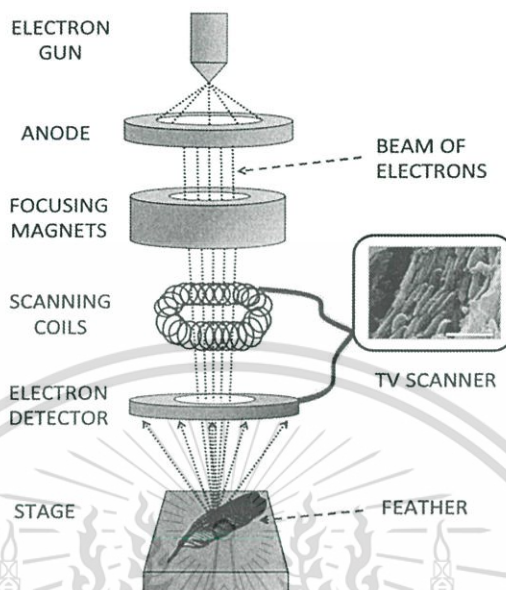 ELECTRON
GUN
ANODE
BEAM OF
ELECTRONS
FOCUSING
MAGNETS
SCANNING
COILS
TV SCANNER
ELECTRON
DETECTOR
STAGE
FEATHER